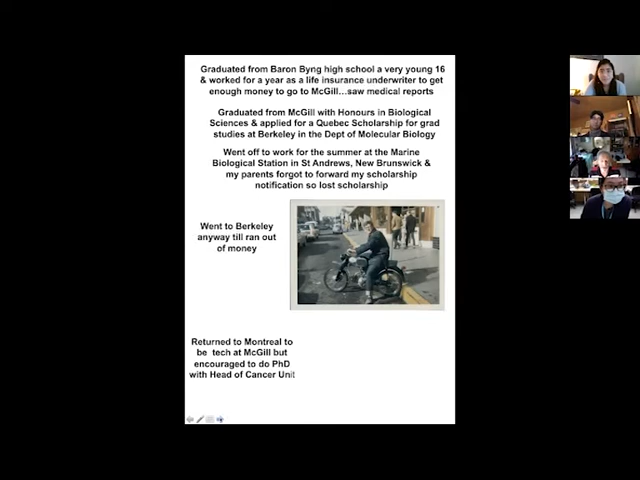 Graduated from Baron Byng high school a very young 16
& worked for a year as a life insurance underwriter to get
enough money to go to McGill...saw medical reports
Graduated from McGill with Honours in Biological
Sciences & applied for a Quebec Scholarship for grad
studies at Berkeley in the Dept of Molecular Biology
Went off to work for the summer at the Marine
Biological Station in St Andrews, New Brunswick &
my parents forgot to forward my scholarship
notification so lost scholarship
Went to Berkeley
anyway till ran out
of money
Returned to Montreal to
be tech at McGill but
encouraged to do PhD
with Head of Cancer Unit